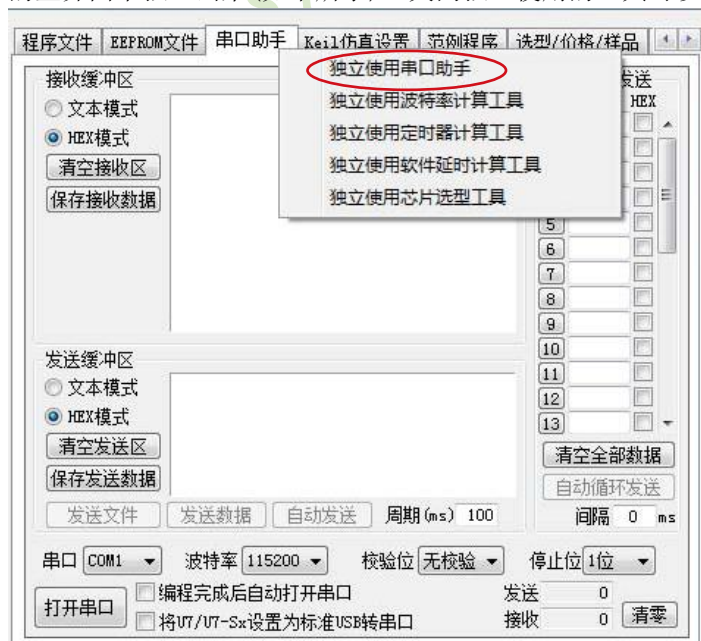 程序文件 EEPROM文件 串口助手 Keil仿真设置 范例程序 选型/价格/样品
独立使用串口助手
独立使用波特率计算工具
独立使用定时器计算工具
独立使用软件延时计算工具
独立使用芯片选型工具
接收缓冲区
文本模式
HEX模式
清空接收区
保存接收数据
发送
HEX
5
6
7
8
9
10
11
12
13
清空全部数据
自动循环发送
间隔 0 ms
发送缓冲区
文本模式
HEX模式
清空发送区
保存发送数据
发送文件 发送数据 自动发送 周期(ms) 100
串口 COM1 波特率 115200 校验位 无校验 停止位 1位
打开串口
编程完成后自动打开串口
将U7/U7-Sx设置为标准USB转串口
发送 0
接收 0
清零